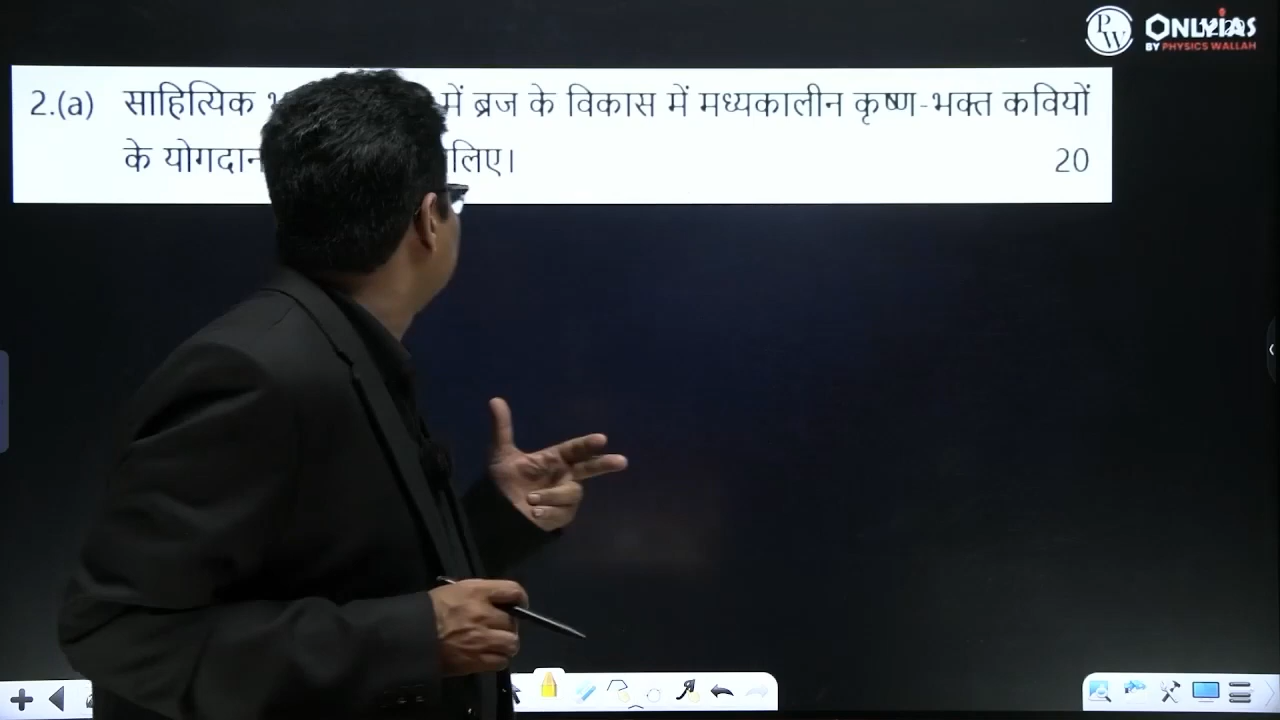 ONLYIAS
BY PHYSICS WALLAH
2.(a) साहित्यिक में ब्रज के विकास में मध्यकालीन कृष्ण-भक्त कवियों
के योगदान लिए। 20